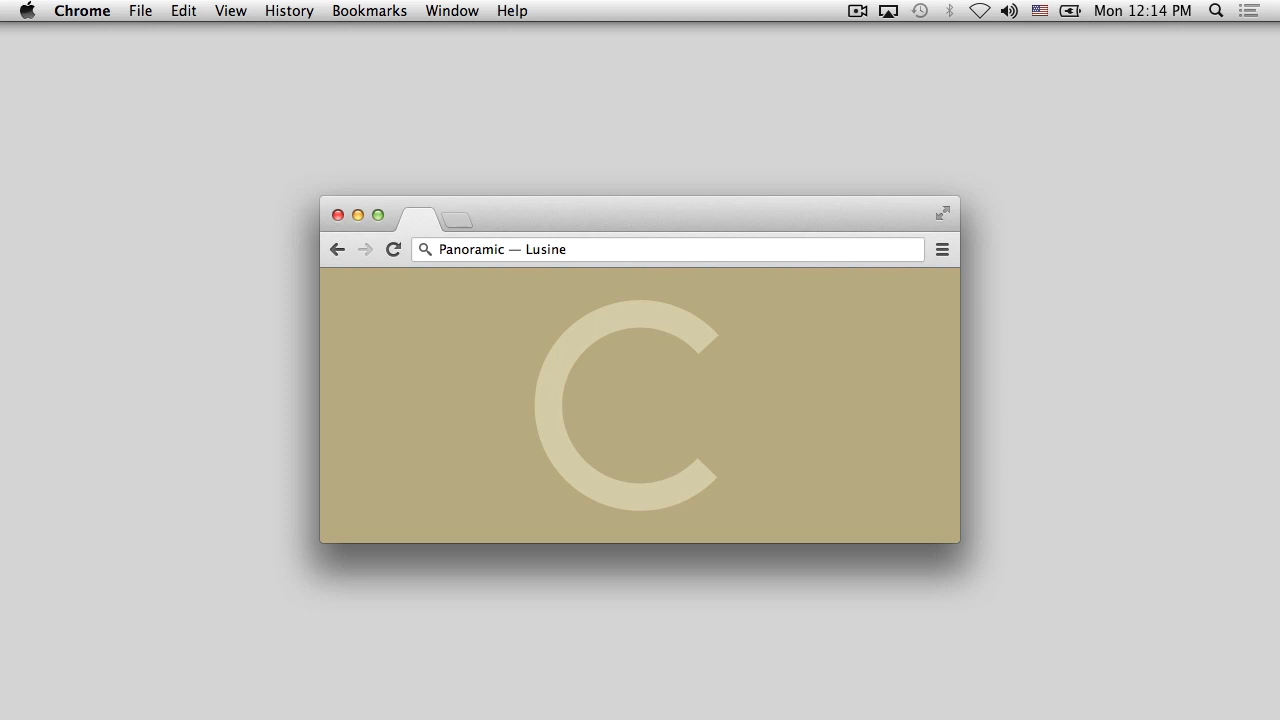 Chrome File Edit View History Bookmarks Window Help Mon 12:14 PM
Panoramic — Lusine
C